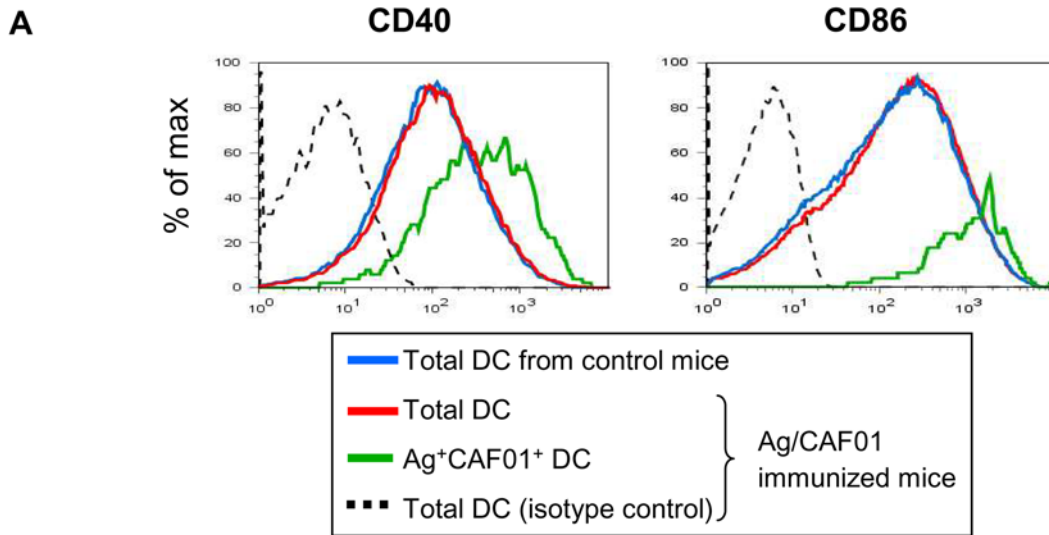 A
CD40
CD86
% of max
100
80
60
40
20
0
10⁰
10¹
10²
10³
100
80
60
40
20
0
10⁰
10¹
10²
10³
Total DC from control mice
Total DC
Ag⁺CAF01⁺ DC
Total DC (isotype control)
Ag/CAF01
immunized mice